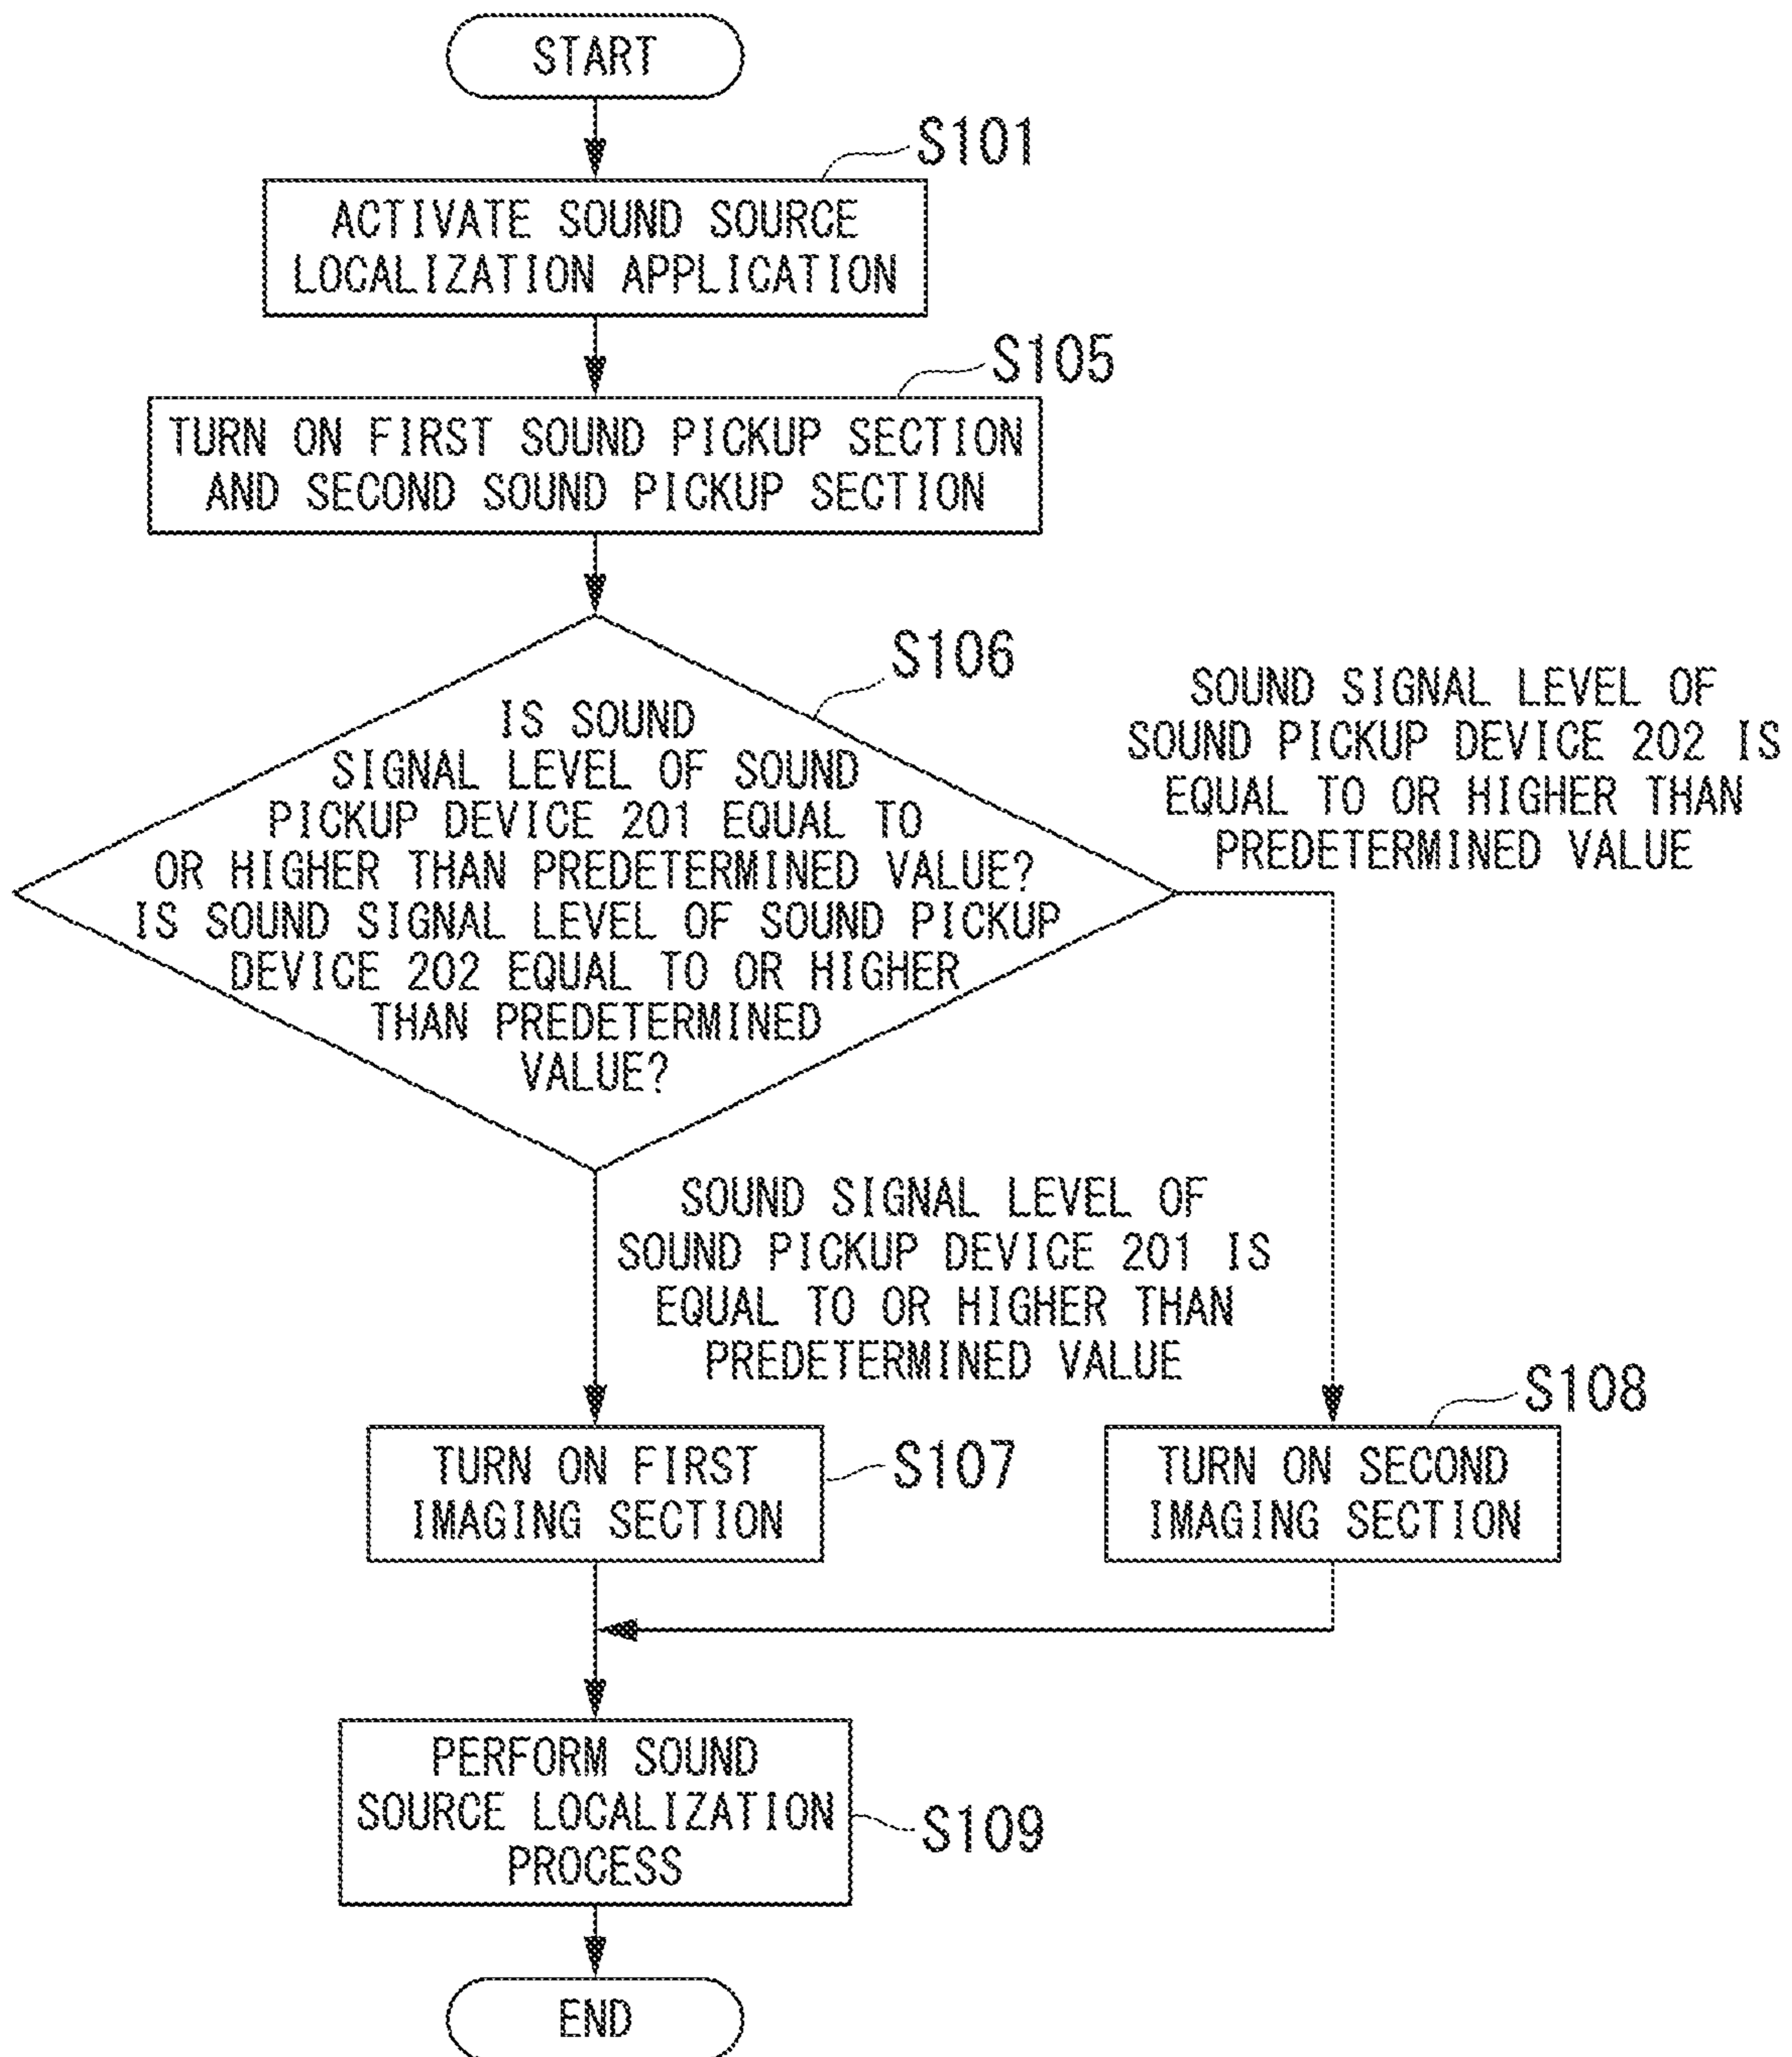 START
S101
ACTIVATE SOUND SOURCE
LOCALIZATION APPLICATION
S105
TURN ON FIRST SOUND PICKUP SECTION
AND SECOND SOUND PICKUP SECTION
S106
IS SOUND
SIGNAL LEVEL OF SOUND
PICKUP DEVICE 201 EQUAL TO
OR HIGHER THAN PREDETERMINED VALUE?
IS SOUND SIGNAL LEVEL OF SOUND PICKUP
DEVICE 202 EQUAL TO OR HIGHER
THAN PREDETERMINED
VALUE?
SOUND SIGNAL LEVEL OF
SOUND PICKUP DEVICE 202 IS
EQUAL TO OR HIGHER THAN
PREDETERMINED VALUE
SOUND SIGNAL LEVEL OF
SOUND PICKUP DEVICE 201 IS
EQUAL TO OR HIGHER THAN
PREDETERMINED VALUE
TURN ON FIRST
IMAGING SECTION
S107
S108
TURN ON SECOND
IMAGING SECTION
PERFORM SOUND
SOURCE LOCALIZATION
PROCESS
S109
END